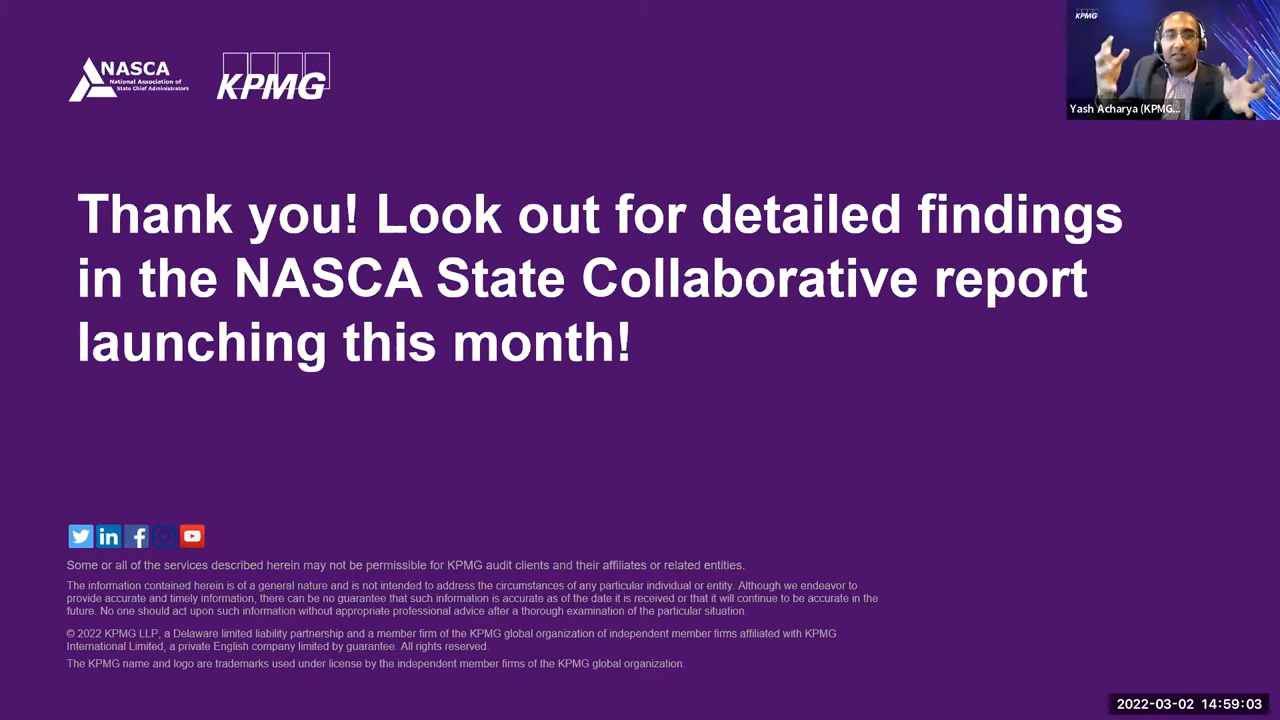 NASCA
National Association of
State Chief Administrators
KPMG
KPMG
Yash Acharya (KPMG...
Thank you! Look out for detailed findings
in the NASCA State Collaborative report
launching this month!
in
f
Some or all of the services described herein may not be permissible for KPMG audit clients and their affiliates or related entities.
The information contained herein is of a general nature and is not intended to address the circumstances of any particular individual or entity. Although we endeavor to
provide accurate and timely information, there can be no guarantee that such information is accurate as of the date it is received or that it will continue to be accurate in the
future. No one should act upon such information without appropriate professional advice after a thorough examination of the particular situation.
© 2022 KPMG LLP, a Delaware limited liability partnership and a member firm of the KPMG global organization of independent member firms affiliated with KPMG
International Limited, a private English company limited by guarantee. All rights reserved.
The KPMG name and logo are trademarks used under license by the independent member firms of the KPMG global organization.
2022-03-02 14:59:03